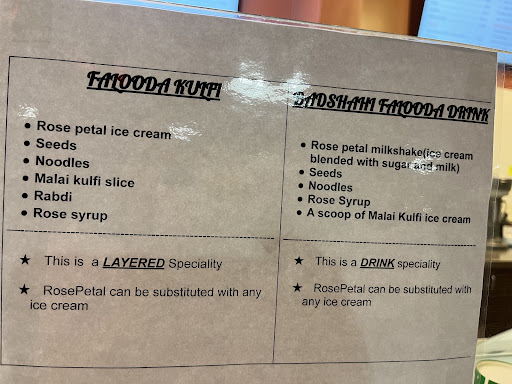 FALOODA KULFI
Rose petal ice cream
Seeds
Noodles
Malai kulfi slice
Rabdi
Rose syrup
★ This is a LAYERED Speciality
★ RosePetal can be substituted with any
ice cream
BADSHAHI FALOODA DRINK
Rose petal milkshake(ice cream
blended with sugar and milk)
Seeds
Noodles
Rose Syrup
A scoop of Malai Kulfi ice cream
★ This is a DRINK speciality
★ RosePetal can be substituted with
any ice cream